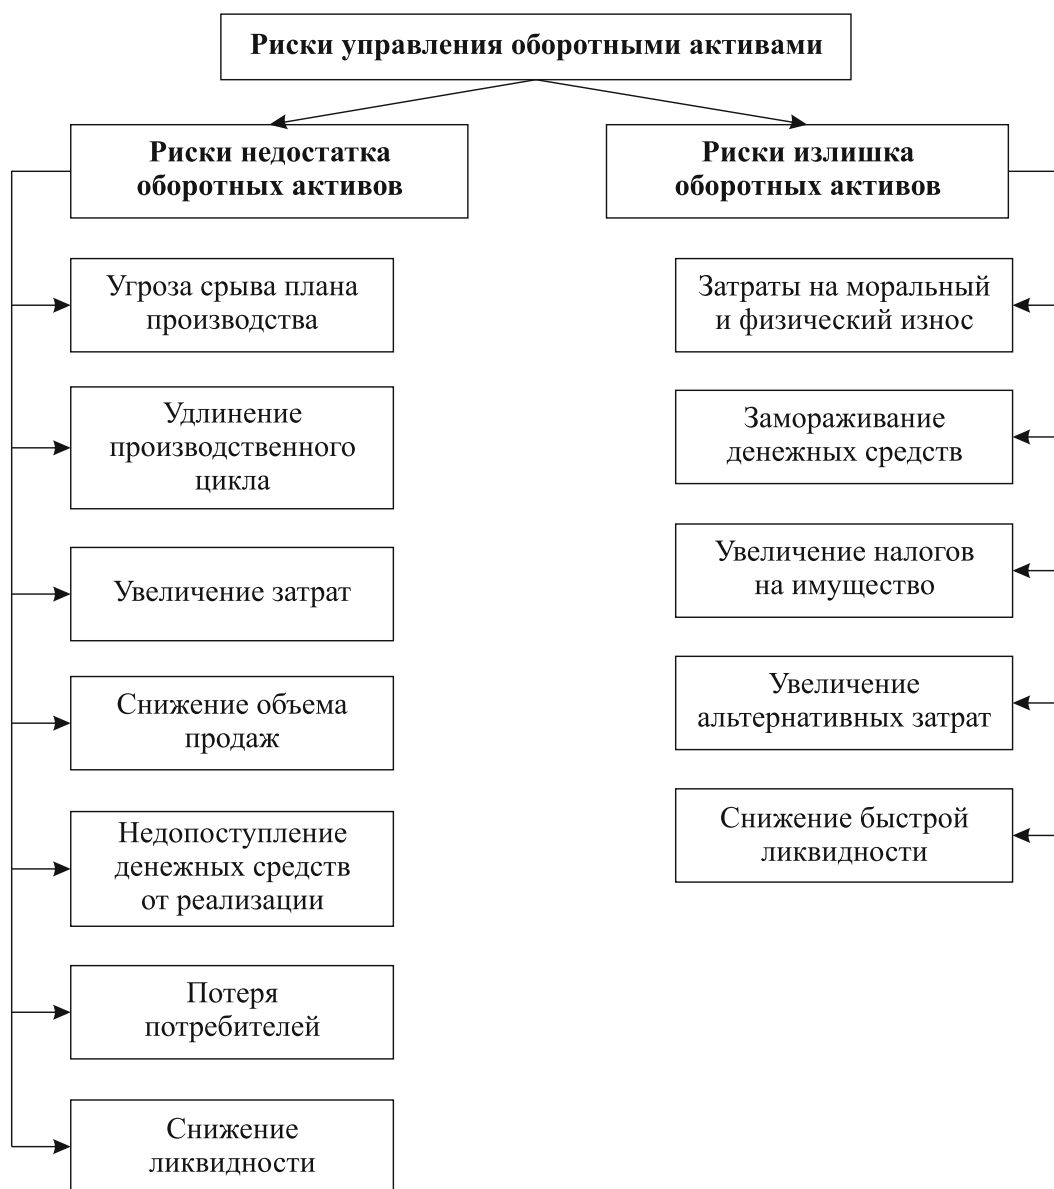 Риски управления оборотными активами
Риски недостатка
оборотных активов
Риски излишка
оборотных активов
Угроза срыва плана
производства
Удлинение
производственного
цикла
Увеличение затрат
Снижение объема
продаж
Недопоступление
денежных средств
от реализации
Потеря
потребителей
Снижение
ликвидности
Затраты на моральный
и физический износ
Замораживание
денежных средств
Увеличение налогов
на имущество
Увеличение
альтернативных затрат
Снижение быстрой
ликвидности